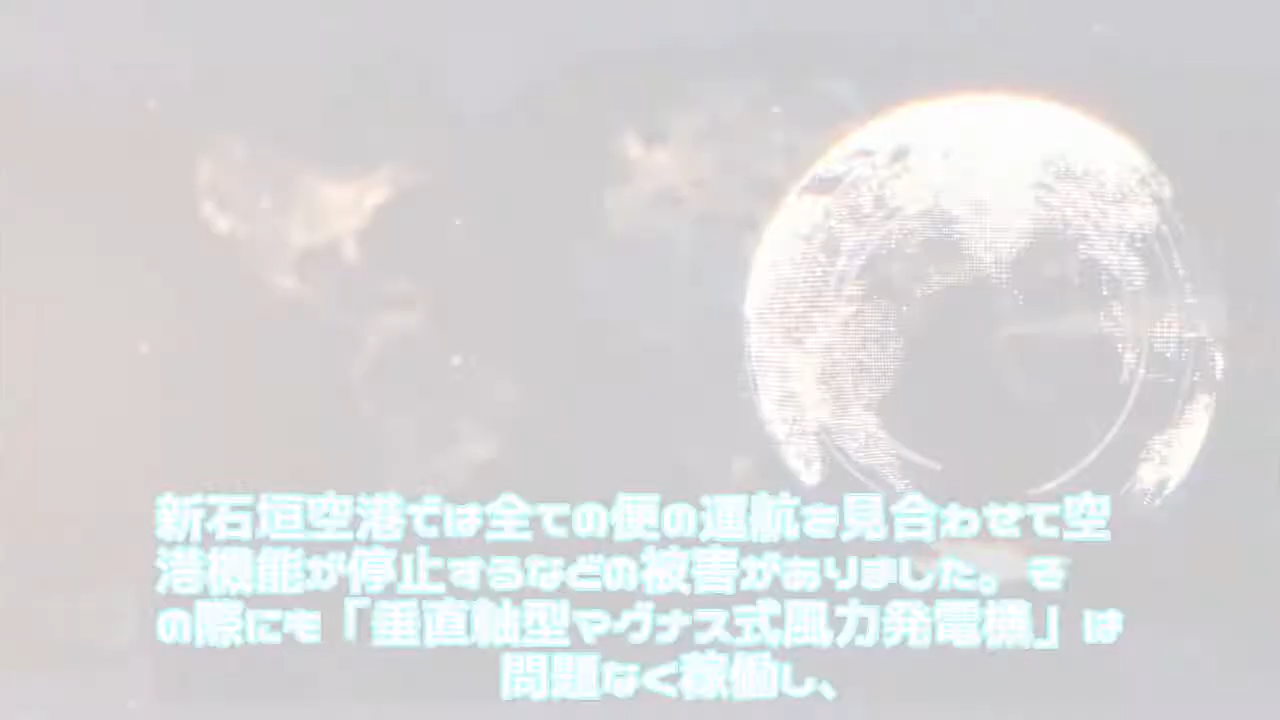 新石垣空港では全ての便の運航を見合わせて空
港機能が停止するなどの被害がありました。そ
の際にも「垂直軸型マグナス式風力発電機」は
問題なく稼働し、